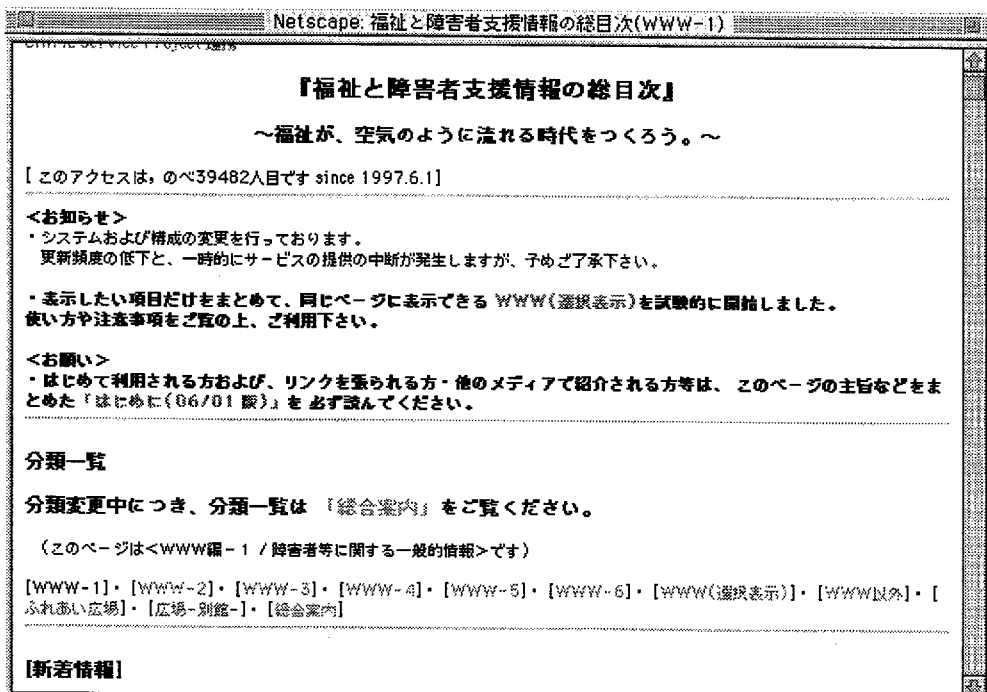 Netscape: 福祉と障害者支援情報の総目次(WWW-1)
『福祉と障害者支援情報の総目次』
～福祉が、空気のように流れる時代をつくろう。～
[ このアクセスは，のべ39482人目です since 1997.6.1]
＜お知らせ＞
・システムおよび構成の変更を行っております。
更新頻度の低下と、一時的にサービスの提供の中断が発生しますが、予めご了承下さい。
・表示したい項目だけをまとめて、同じページに表示できる WWW(選択表示)を試験的に開始しました。
使い方や注意事項をご覧の上、ご利用下さい。
＜お願い＞
・はじめて利用される方および、リンクを張られる方・他のメディアで紹介される方等は、 このページの主旨などをま
とめた「はじめに(06/01 版)」を 必ず読んでください。
分類一覧
分類変更中につき、分類一覧は 「総合案内」をご覧ください。
（このページは＜WWW編－1 / 障害者等に関する一般的情報＞です）
[WWW-1]・ [WWW-2]・ [WWW-3]・ [WWW-4]・ [WWW-5]・ [WWW-6]・ [WWW(選択表示)]・ [WWW以外]・ [
ふれあい広場]・ [広場-別館-]・ [総合案内]
[新着情報]